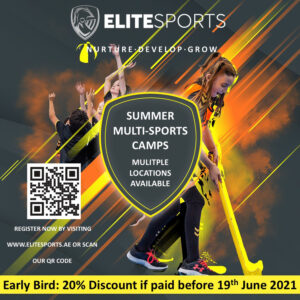 ELITESPORTS
NURTURE·DEVELOP·GROW
SUMMER
MULTI-SPORTS
CAMPS
MULITPLE
LOCATIONS
AVAILABLE
REGISTER NOW BY VISITING
WWW.ELITESPORTS.AE OR SCAN
OUR QR CODE
Early Bird: 20% Discount if paid before 19th June 2021